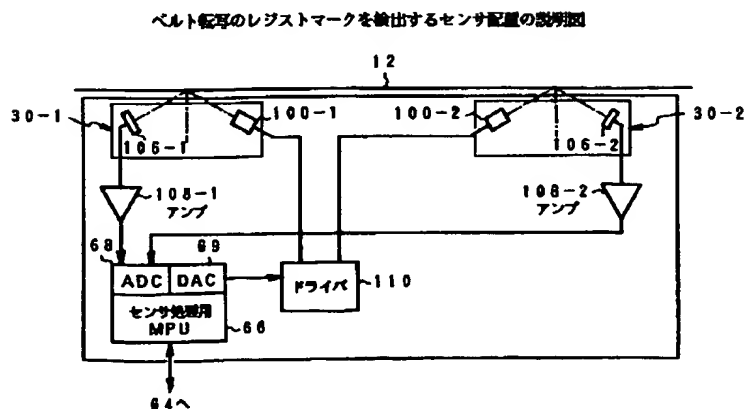 ベルト転写のレジストマークを検出するセンサ配置の説明図
12
30-1
100-1
100-2
30-2
106-1
106-2
108-1
アンプ
108-2
アンプ
68
69
ADC
DAC
ドライバ
110
センサ処理用
MPU
66
64へ